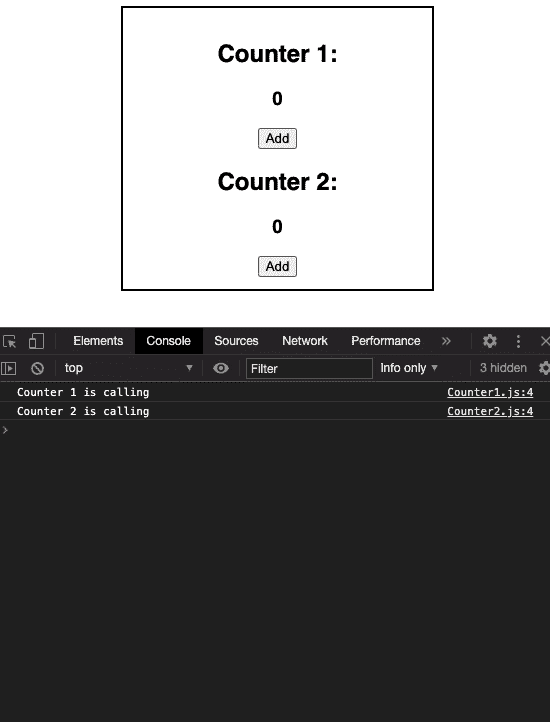 Counter 1:
0
Add
Counter 2:
0
Add
Elements Console Sources Network Performance »
top Filter Info only 3 hidden
Counter 1 is calling Counter1.js:4
Counter 2 is calling Counter2.js:4
>